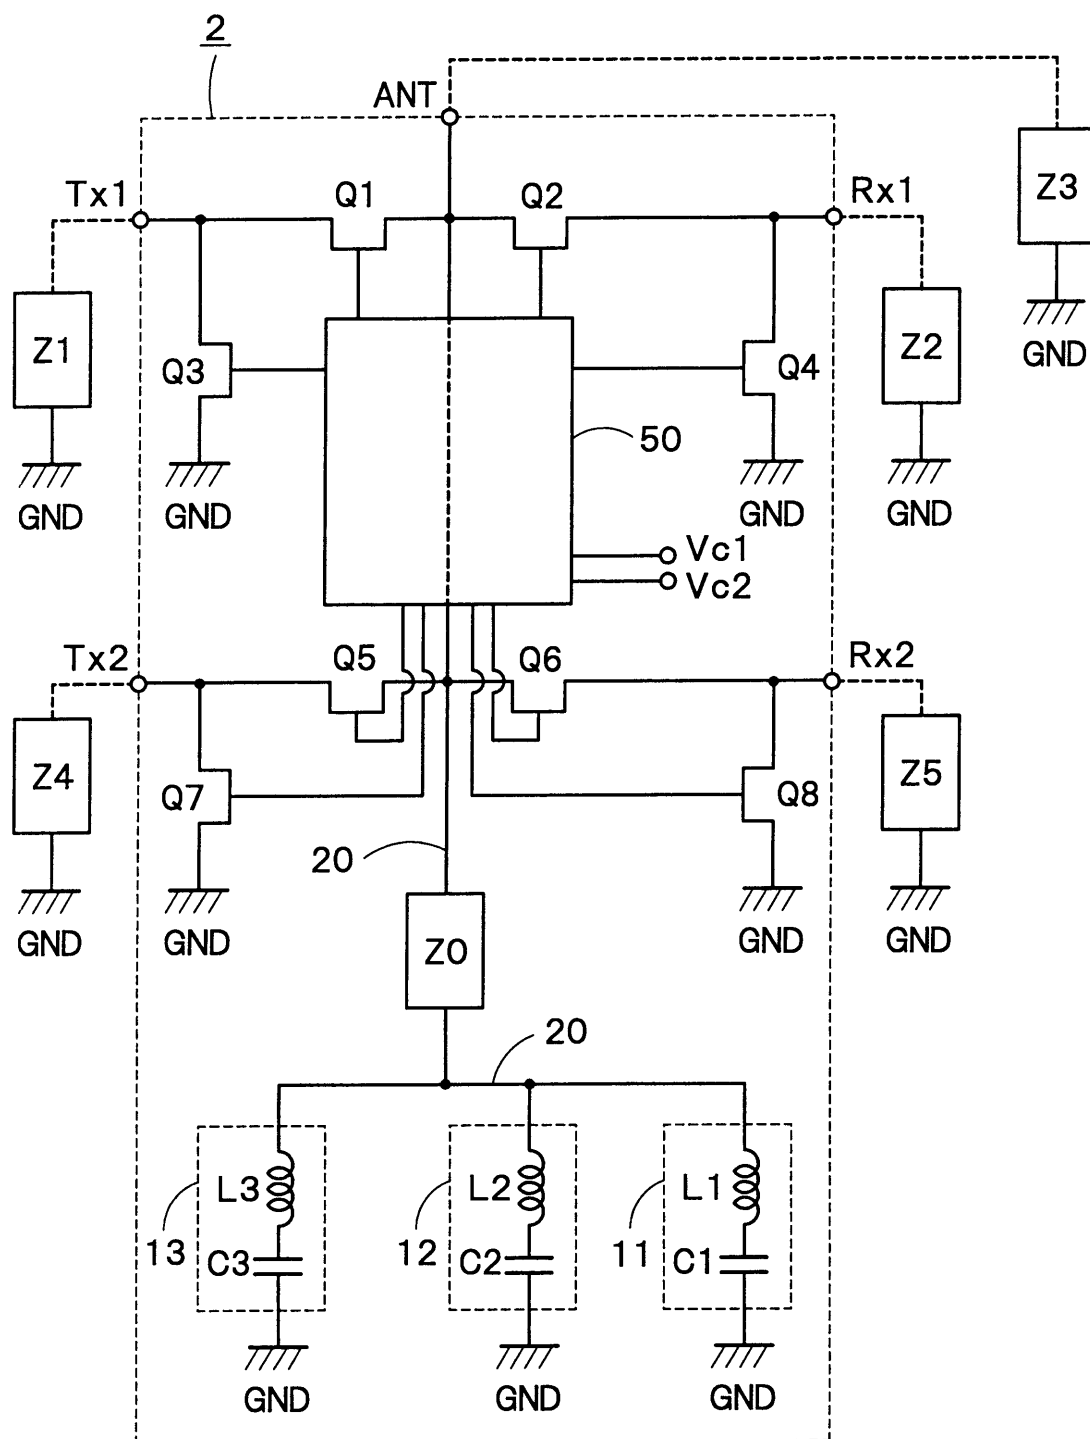 2
ANT
Tx1
Q1
Q2
Rx1
Z3
Z1
Q3
Q4
Z2
GND
50
GND
GND
GND
GND
Vc1
Vc2
Tx2
Q5
Q6
Rx2
Z4
Q7
Q8
Z5
20
GND
GND
GND
GND
Z0
20
L3
L2
L1
13
C3
12
C2
11
C1
GND
GND
GND